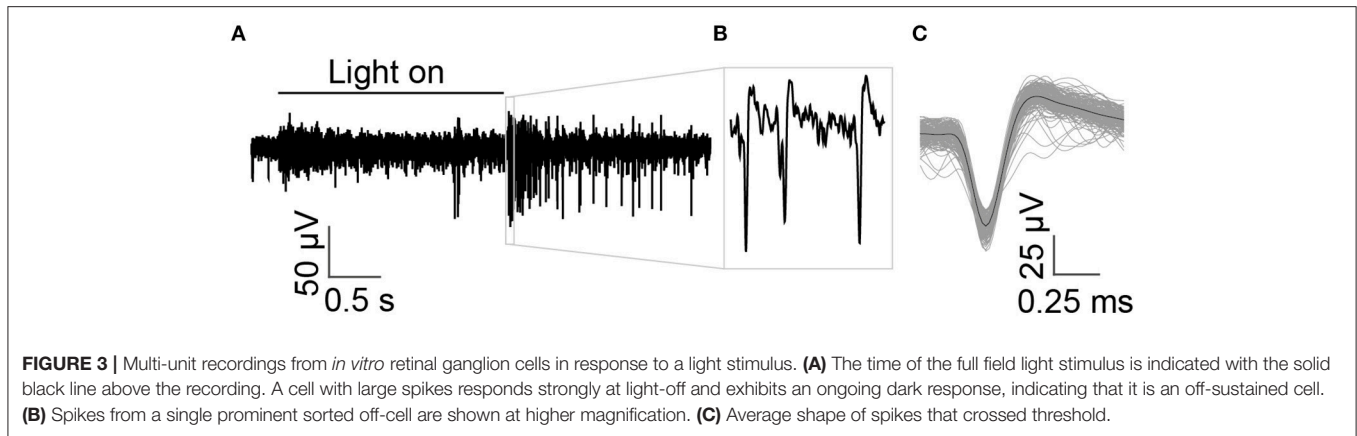 A
B
C
Light on
50 µV
0.5 s
25 µV
0.25 ms
FIGURE 3 | Multi-unit recordings from in vitro retinal ganglion cells in response to a light stimulus. (A) The time of the full field light stimulus is indicated with the solid
black line above the recording. A cell with large spikes responds strongly at light-off and exhibits an ongoing dark response, indicating that it is an off-sustained cell.
(B) Spikes from a single prominent sorted off-cell are shown at higher magnification. (C) Average shape of spikes that crossed threshold.